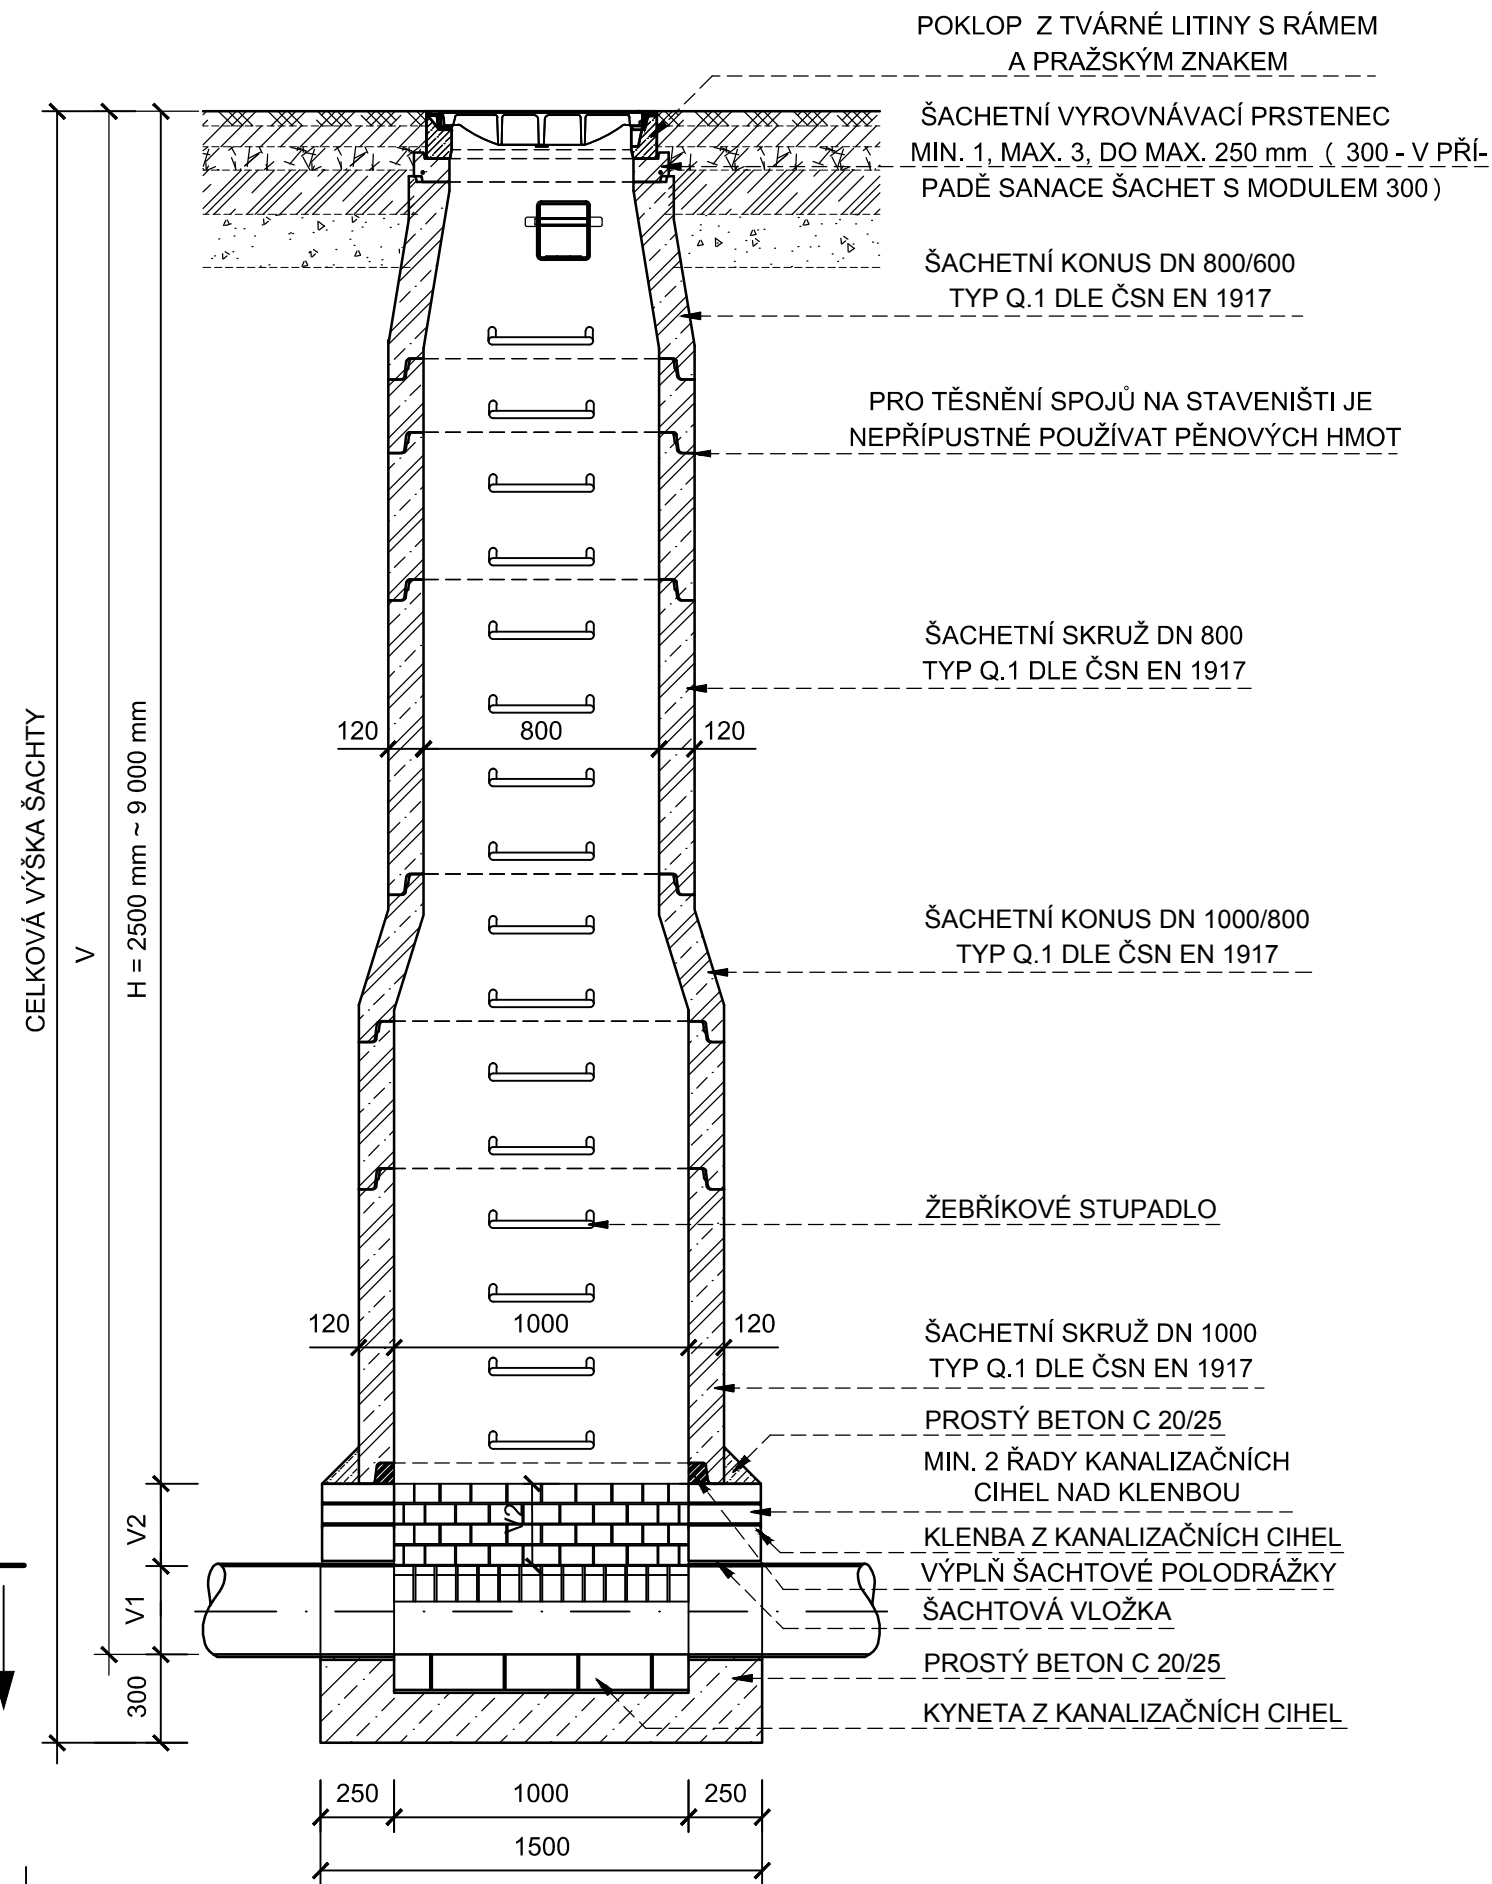 POKLOP Z TVÁRNÉ LITINY S RÁMEM
A PRAŽSKÝM ZNAKEM
ŠACHETNÍ VYROVNÁVACÍ PRSTENEC
MIN. 1, MAX. 3, DO MAX. 250 mm ( 300 - V PŘÍ-
PADĚ SANACE ŠACHET S MODULEM 300 )
ŠACHETNÍ KONUS DN 800/600
TYP Q.1 DLE ČSN EN 1917
PRO TĚSNĚNÍ SPOJŮ NA STAVENIŠTI JE
NEPŘÍPUSTNÉ POUŽÍVAT PĚNOVÝCH HMOT
ŠACHETNÍ SKRUŽ DN 800
TYP Q.1 DLE ČSN EN 1917
120 800 120
CELKOVÁ VÝŠKA ŠACHTY
V
H = 2500 mm ~ 9 000 mm
ŠACHETNÍ KONUS DN 1000/800
TYP Q.1 DLE ČSN EN 1917
ŽEBŘÍKOVÉ STUPADLO
120 1000 120
ŠACHETNÍ SKRUŽ DN 1000
TYP Q.1 DLE ČSN EN 1917
PROSTÝ BETON C 20/25
MIN. 2 ŘADY KANALIZAČNÍCH
CIHEL NAD KLENBOU
V2
V2
KLENBA Z KANALIZAČNÍCH CIHEL
VÝPLŇ ŠACHTOVÉ POLODRÁŽKY
V1
ŠACHTOVÁ VLOŽKA
PROSTÝ BETON C 20/25
300
KYNETA Z KANALIZAČNÍCH CIHEL
250 1000 250
1500